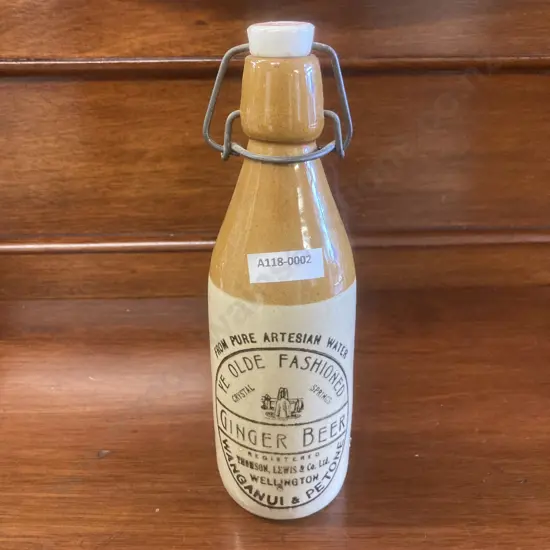 A118-0002
FROM PURE ARTESIAN WATER
YE OLDE FASHIONED
CRYSTAL SPRINGS
GINGER BEER
REGISTERED
THOMSON, LEWIS & Co. Ltd.
WELLINGTON
WANGANUI & PETONE